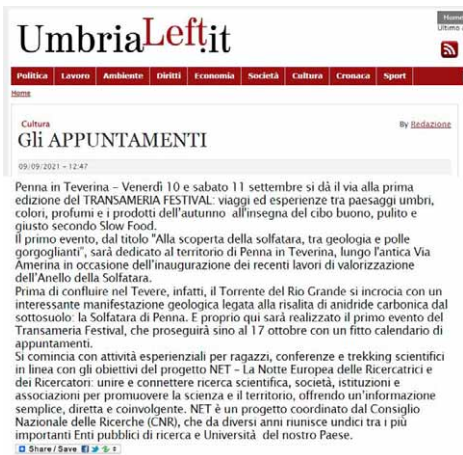 Home
UmbriaLeft.it
Politica Lavoro Ambiente Diritti Economia Società Cultura Cronaca Sport
Home
Cultura
By Redazione
Gli APPUNTAMENTI
09/09/2021 - 12:47
Penna in Teverina – Venerdì 10 e sabato 11 settembre si dà il via alla prima
edizione del TRANSAMERIA FESTIVAL: viaggi ed esperienze tra paesaggi umbri,
colori, profumi e i prodotti dell'autunno all'insegna del cibo buono, pulito e
giusto secondo Slow Food.
Il primo evento, dal titolo "Alla scoperta della solfatara, tra geologia e polle
gorgoglianti", sarà dedicato al territorio di Penna in Teverina, lungo l'antica Via
Amerina in occasione dell'inaugurazione dei recenti lavori di valorizzazione
dell'Anello della Solfatara.
Prima di confluire nel Tevere, infatti, il Torrente del Rio Grande si incrocia con un
interessante manifestazione geologica legata alla risalita di anidride carbonica dal
sottosuolo: la Solfatara di Penna. E proprio qui sarà realizzato il primo evento del
Transameria Festival, che proseguirà sino al 17 ottobre con un fitto calendario di
appuntamenti.
Si comincia con attività esperienziali per ragazzi, conferenze e trekking scientifici
in linea con gli obiettivi del progetto NET – La Notte Europea delle Ricercatrici e
dei Ricercatori: unire e connettere ricerca scientifica, società, istituzioni e
associazioni per promuovere la scienza e il territorio, offrendo un'informazione
semplice, diretta e coinvolgente. NET è un progetto coordinato dal Consiglio
Nazionale delle Ricerche (CNR), che da diversi anni riunisce undici tra i più
importanti Enti pubblici di ricerca e Università del nostro Paese.
Share / Save